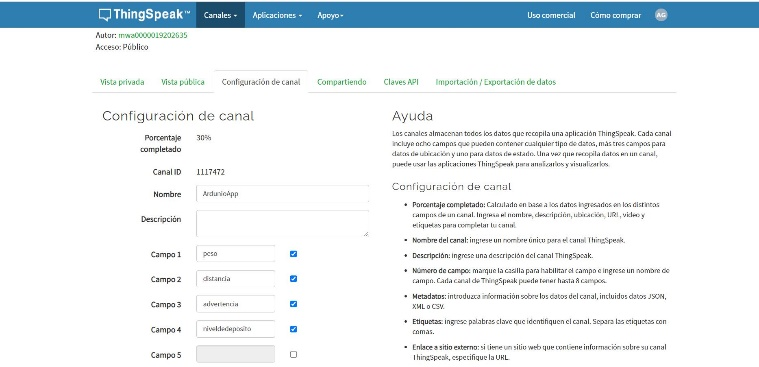 ThingSpeak™ Canales Aplicaciones Apoyo Uso comercial Cómo comprar AG
Autor: mwa0000019202635
Acceso: Público
Vista privada Vista pública Configuración de canal Compartiendo Claves API Importación / Exportación de datos
Configuración de canal
Porcentaje completado 30%
Canal ID 1117472
Nombre ArdunioApp
Descripción
Campo 1 peso
Campo 2 distancia
Campo 3 advertencia
Campo 4 niveldedeposito
Campo 5
Ayuda
Los canales almacenan todos los datos que recopila una aplicación ThingSpeak. Cada canal
incluye ocho campos que pueden contener cualquier tipo de datos, más tres campos para
datos de ubicación y uno para datos de estado. Una vez que recopila datos en un canal,
puede usar las aplicaciones ThingSpeak para analizarlos y visualizarlos.
Configuración de canal
Porcentaje completado: Calculado en base a los datos ingresados en los distintos
campos de un canal. Ingresa el nombre, descripción, ubicación, URL, video y
etiquetas para completar tu canal.
Nombre del canal: ingrese un nombre único para el canal ThingSpeak.
Descripción: ingrese una descripción del canal ThingSpeak.
Número de campo: marque la casilla para habilitar el campo e ingrese un nombre de
campo. Cada canal de ThingSpeak puede tener hasta 8 campos.
Metadatos: introduzca información sobre los datos del canal, incluidos datos JSON,
XML o CSV.
Etiquetas: ingrese palabras clave que identifiquen el canal. Separa las etiquetas con
comas.
Enlace a sitio externo: si tiene un sitio web que contiene información sobre su canal
ThingSpeak, especifique la URL.